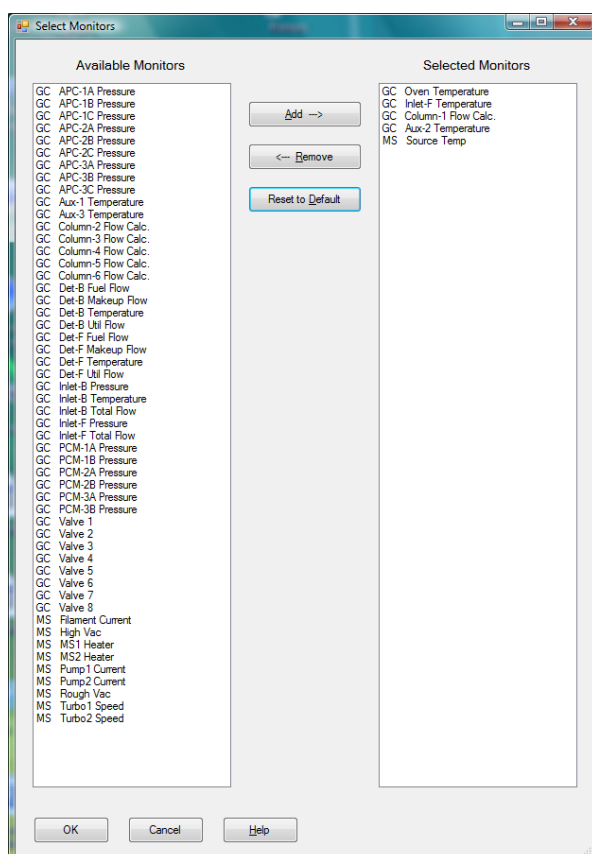 Select Monitors
Available Monitors
GC APC-1A Pressure
GC APC-1B Pressure
GC APC-1C Pressure
GC APC-2A Pressure
GC APC-2B Pressure
GC APC-2C Pressure
GC APC-3A Pressure
GC APC-3B Pressure
GC APC-3C Pressure
GC Aux-1 Temperature
GC Aux-3 Temperature
GC Column-2 Flow Calc.
GC Column-3 Flow Calc.
GC Column-4 Flow Calc.
GC Column-5 Flow Calc.
GC Column-6 Flow Calc.
GC Det-B Fuel Flow
GC Det-B Makeup Flow
GC Det-B Temperature
GC Det-B Util Flow
GC Det-F Fuel Flow
GC Det-F Makeup Flow
GC Det-F Temperature
GC Det-F Util Flow
GC Inlet-B Pressure
GC Inlet-B Temperature
GC Inlet-B Total Flow
GC Inlet-F Pressure
GC Inlet-F Total Flow
GC PCM-1A Pressure
GC PCM-1B Pressure
GC PCM-2A Pressure
GC PCM-2B Pressure
GC PCM-3A Pressure
GC PCM-3B Pressure
GC Valve 1
GC Valve 2
GC Valve 3
GC Valve 4
GC Valve 5
GC Valve 6
GC Valve 7
GC Valve 8
MS Filament Current
MS High Vac
MS MS1 Heater
MS MS2 Heater
MS Pump1 Current
MS Pump2 Current
MS Rough Vac
MS Turbo1 Speed
MS Turbo2 Speed
Add -->
<-- Remove
Reset to Default
Selected Monitors
GC Oven Temperature
GC Inlet-F Temperature
GC Column-1 Flow Calc.
GC Aux-2 Temperature
MS Source Temp
OK
Cancel
Help